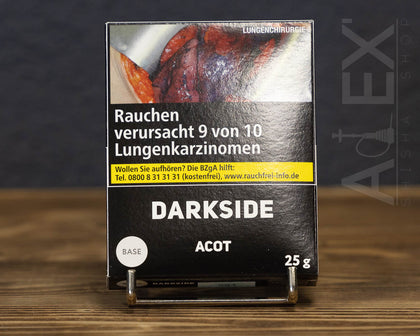 LUNGENCHIRURGIE
Rauchen
verursacht 9 von 10
Lungenkarzinomen
Wollen Sie aufhören? Die BZgA hilft:
Tel. 0800 8 31 31 31 (kostenfrei), www.rauchfrei-info.de
DARKSIDE
BASE
ACOT
25 g
DARKSIDE